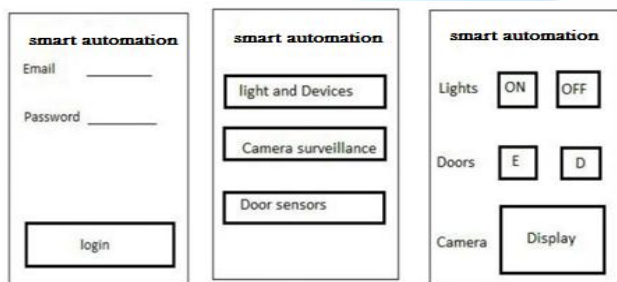 smart automation
Email
Password
login
smart automation
light and Devices
Camera surveillance
Door sensors
smart automation
Lights ON OFF
Doors E D
Camera Display